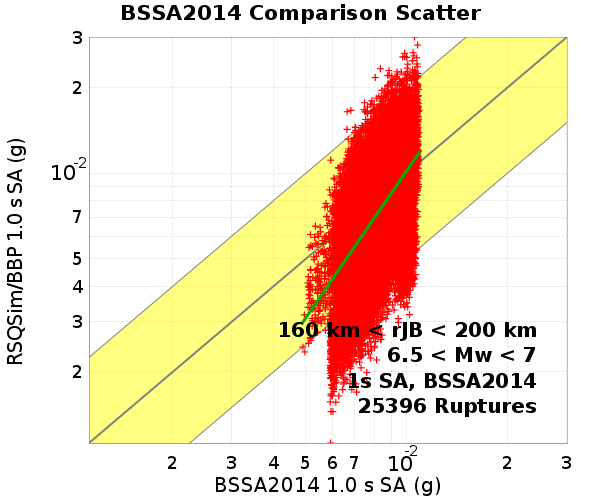 BSSA2014 Comparison Scatter
RSQSim/BBP 1.0 s SA (g)
3
2
10-2
7
5
4
3
2
160 km < rJB < 200 km
6.5 < Mw < 7
1s SA, BSSA2014
25396 Ruptures
2 3 4 5 6 7 10-2 2 3
BSSA2014 1.0 s SA (g)